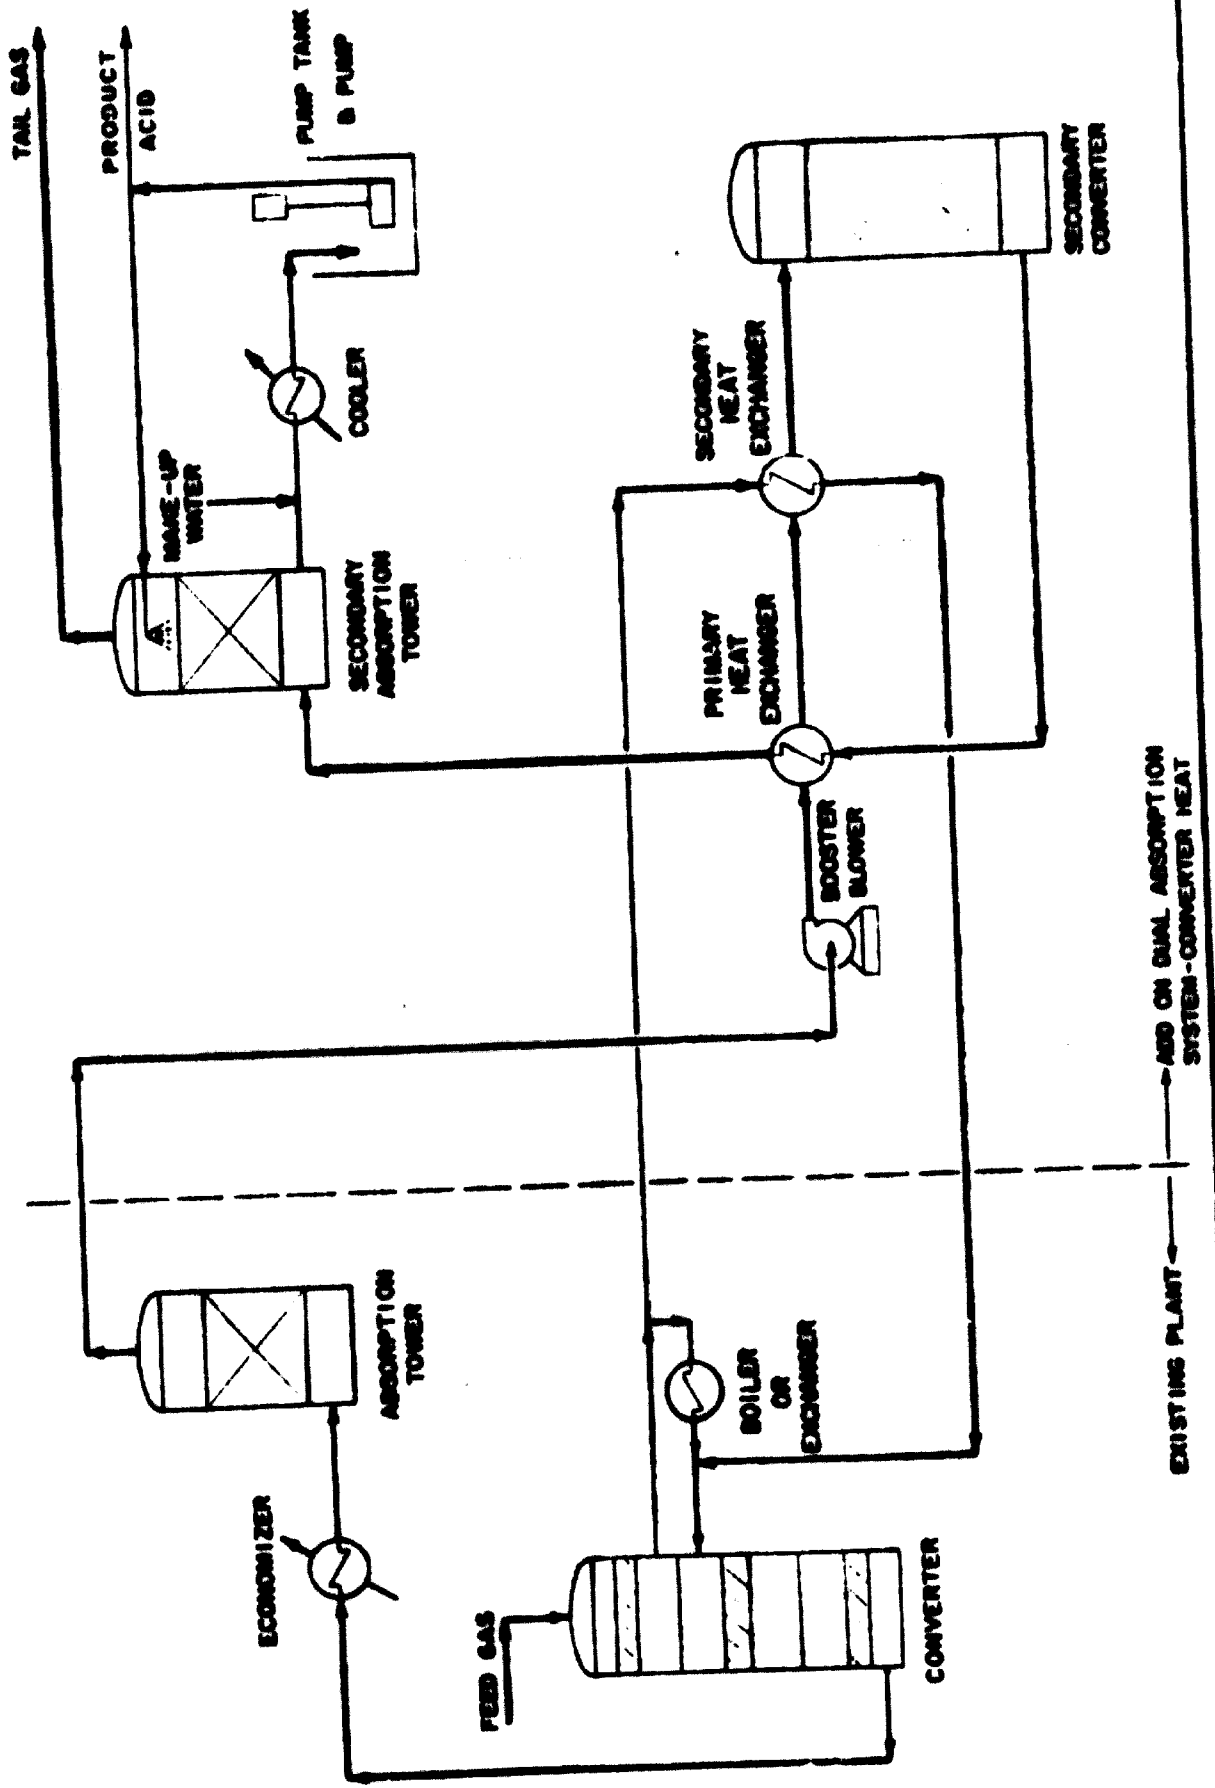 TAIL GAS
PRODUCT
ACID
PUMP TANK
& PUMP
MAKE-UP
WATER
COOLER
SECONDARY
ABSORPTION
TOWER
SECONDARY
HEAT
EXCHANGER
SECONDARY
CONVERTER
PRIMARY
HEAT
EXCHANGER
BOOSTER
BLOWER
ABSORPTION
TOWER
ECONOMIZER
BOILER
OR
EXCHANGER
FEED GAS
CONVERTER
EXISTING PLANT
ADD ON DUAL ABSORPTION
SYSTEM-CONVERTER HEAT